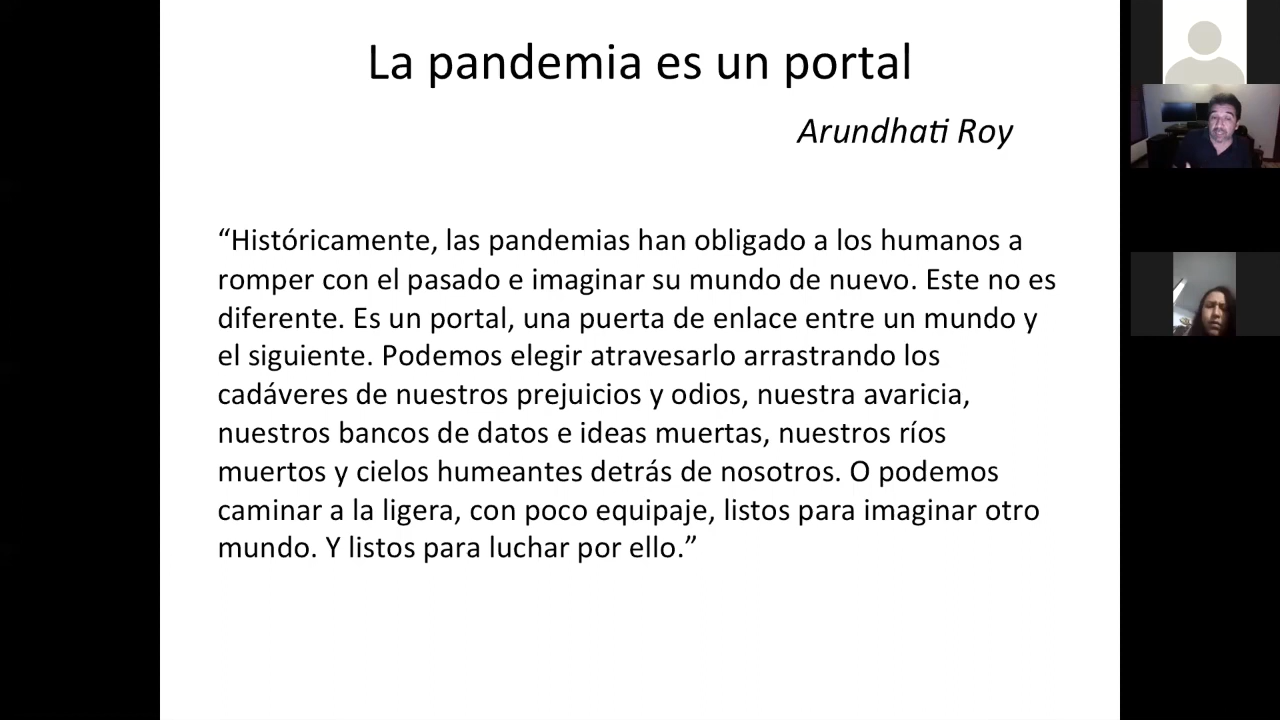 La pandemia es un portal
Arundhati Roy
“Históricamente, las pandemias han obligado a los humanos a
romper con el pasado e imaginar su mundo de nuevo. Este no es
diferente. Es un portal, una puerta de enlace entre un mundo y
el siguiente. Podemos elegir atravesarlo arrastrando los
cadáveres de nuestros prejuicios y odios, nuestra avaricia,
nuestros bancos de datos e ideas muertas, nuestros ríos
muertos y cielos humeantes detrás de nosotros. O podemos
caminar a la ligera, con poco equipaje, listos para imaginar otro
mundo. Y listos para luchar por ello.”